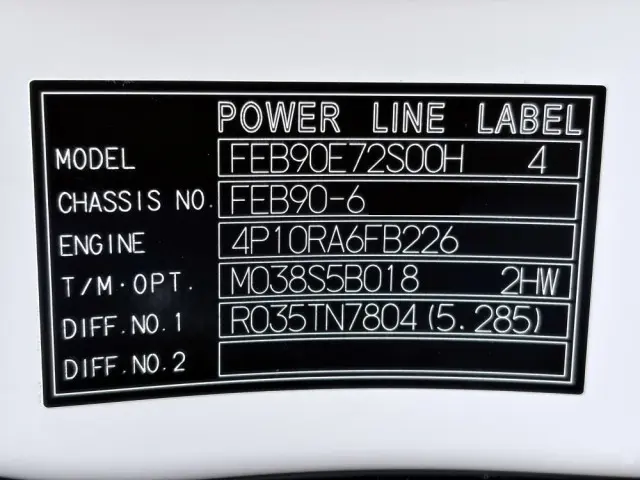 POWER LINE LABEL
MODEL FEB90E72S00H 4
CHASSIS NO. FEB90-6
ENGINE 4P10RA6FB226
T/M·OPT. M038S5B018 2HW
DIFF.NO.1 R035TN7804(5.285)
DIFF.NO.2